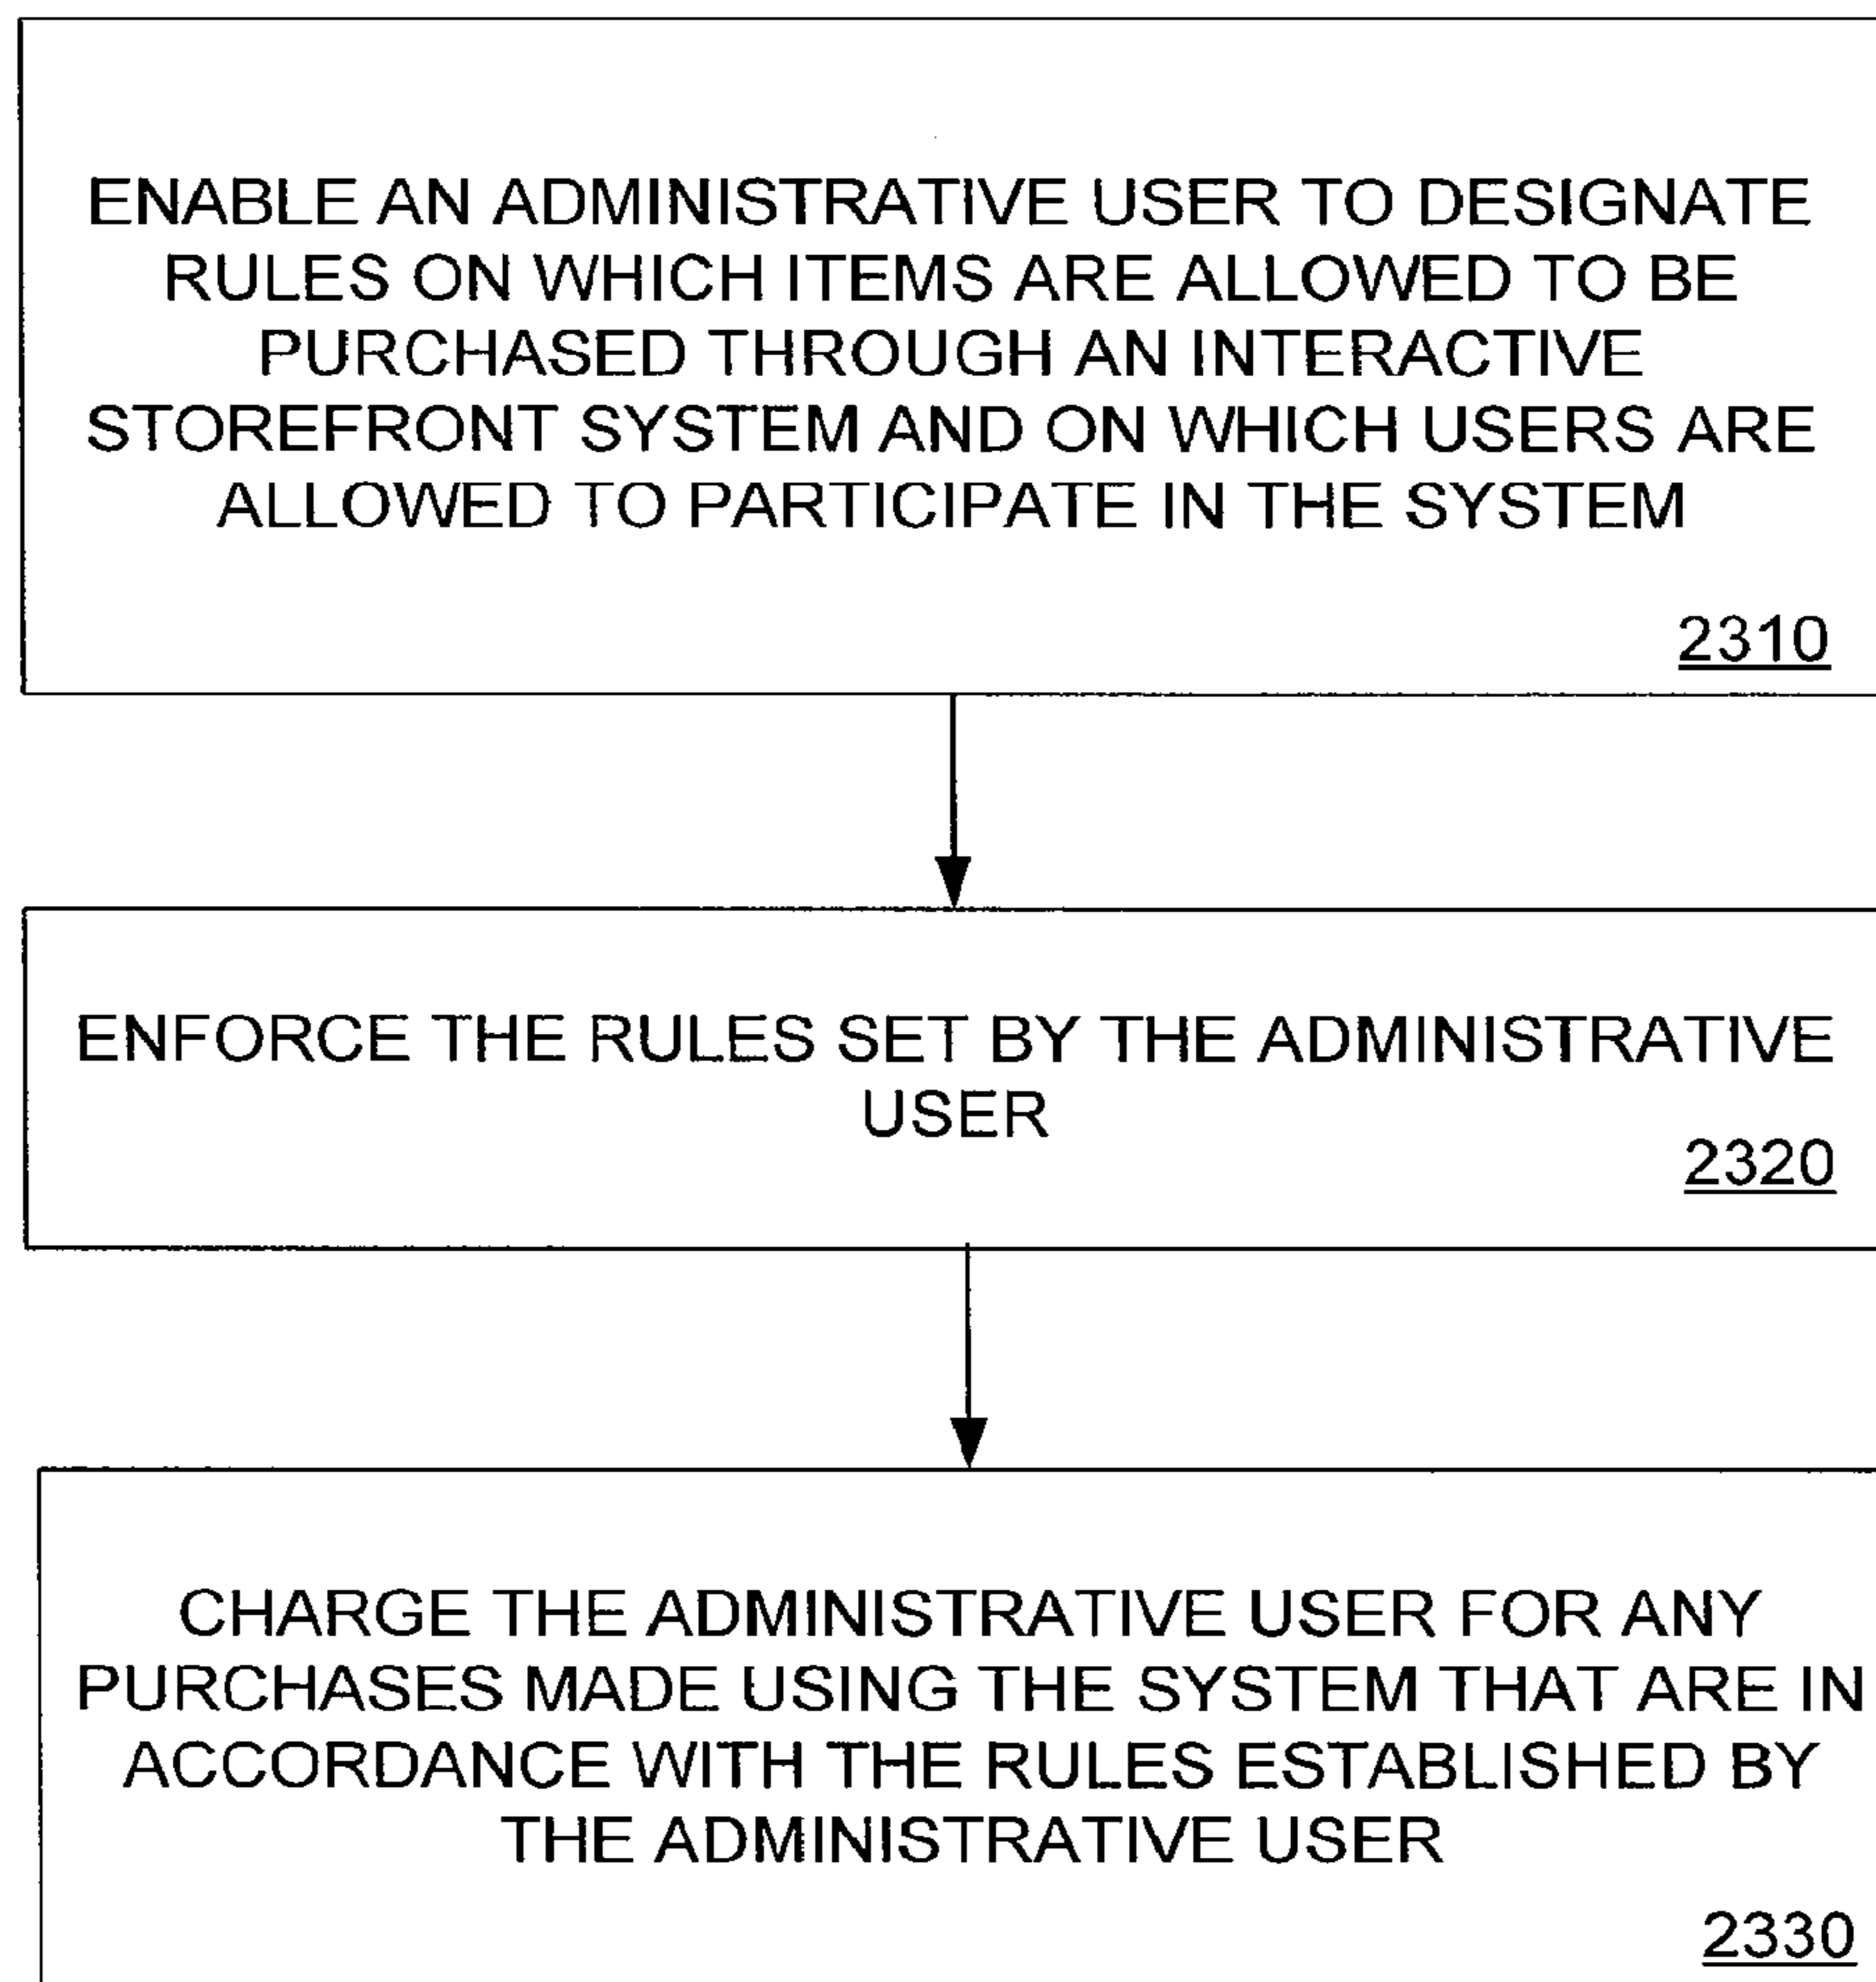 ENABLE AN ADMINISTRATIVE USER TO DESIGNATE
RULES ON WHICH ITEMS ARE ALLOWED TO BE
PURCHASED THROUGH AN INTERACTIVE
STOREFRONT SYSTEM AND ON WHICH USERS ARE
ALLOWED TO PARTICIPATE IN THE SYSTEM
2310
ENFORCE THE RULES SET BY THE ADMINISTRATIVE
USER
2320
CHARGE THE ADMINISTRATIVE USER FOR ANY
PURCHASES MADE USING THE SYSTEM THAT ARE IN
ACCORDANCE WITH THE RULES ESTABLISHED BY
THE ADMINISTRATIVE USER
2330